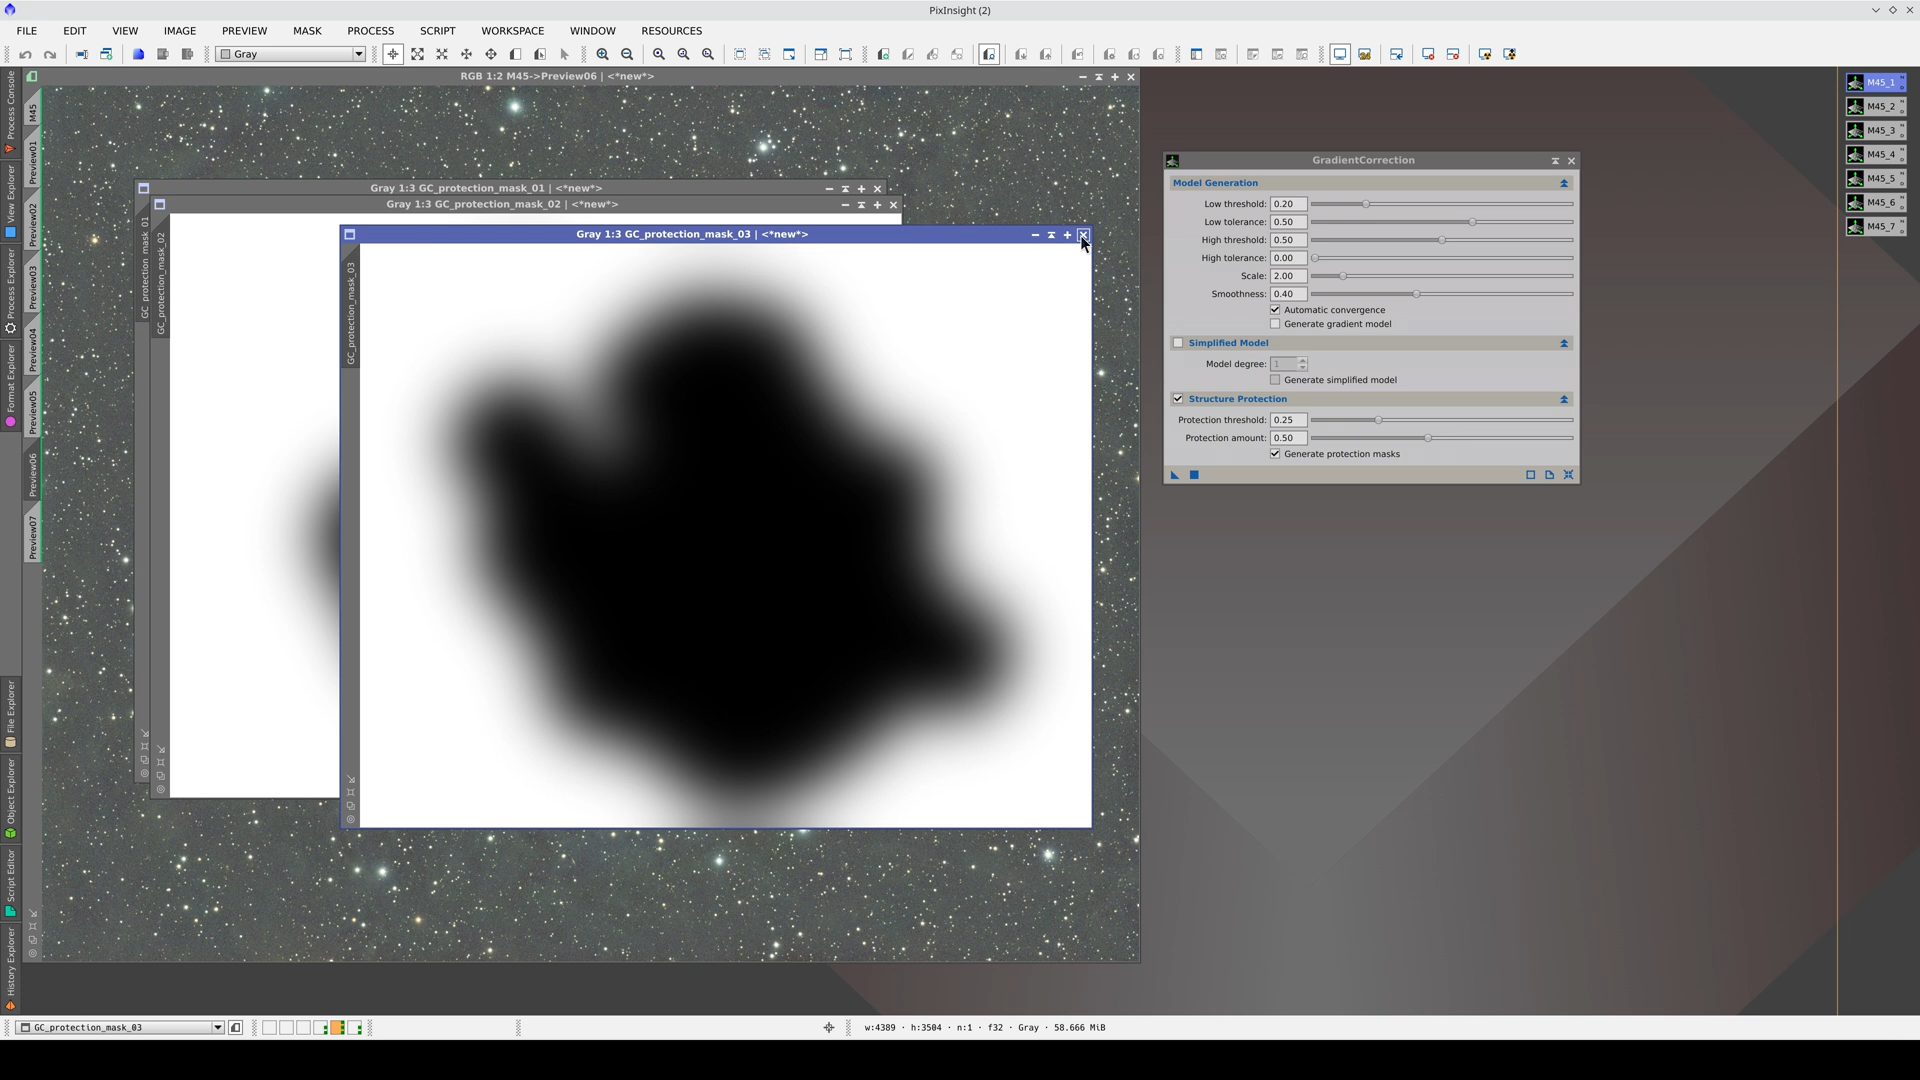 PixInsight (2)
FILE EDIT VIEW IMAGE PREVIEW MASK PROCESS SCRIPT WORKSPACE WINDOW RESOURCES
Gray
RGB 1:2 M45->Preview06 | <*new*>
Process Console
View Explorer
Process Explorer
Format Explorer
File Explorer
Object Explorer
Script Editor
History Explorer
M45
Preview01
Preview02
Preview03
Preview04
Preview05
Preview06
Preview07
Gray 1:3 GC_protection_mask_01 | <*new*>
GC_protection_mask_01
Gray 1:3 GC_protection_mask_02 | <*new*>
GC_protection_mask_02
Gray 1:3 GC_protection_mask_03 | <*new*>
GC_protection_mask_03
GradientCorrection
Model Generation
Low threshold: 0.20
Low tolerance: 0.50
High threshold: 0.50
High tolerance: 0.00
Scale: 2.00
Smoothness: 0.40
Automatic convergence
Generate gradient model
Simplified Model
Model degree: 1
Generate simplified model
Structure Protection
Protection threshold: 0.25
Protection amount: 0.50
Generate protection masks
M45_1
M45_2
M45_3
M45_4
M45_5
M45_6
M45_7
GC_protection_mask_03
w:4389 · h:3504 · n:1 · f32 · Gray · 58.666 MiB